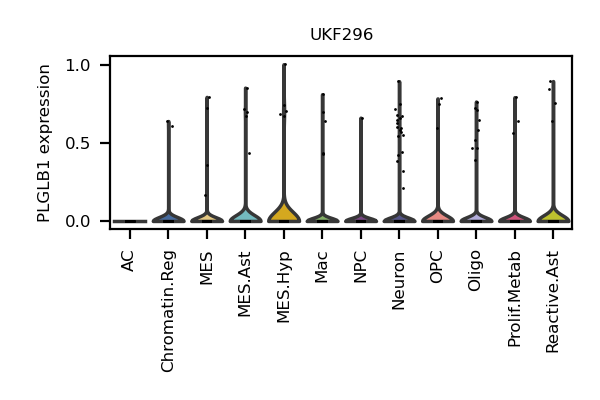 UKF296
PLGLB1 expression
1.0
0.5
0.0
AC
Chromatin.Reg
MES
MES.Ast
MES.Hyp
Mac
NPC
Neuron
OPC
Oligo
Prolif.Metab
Reactive.Ast